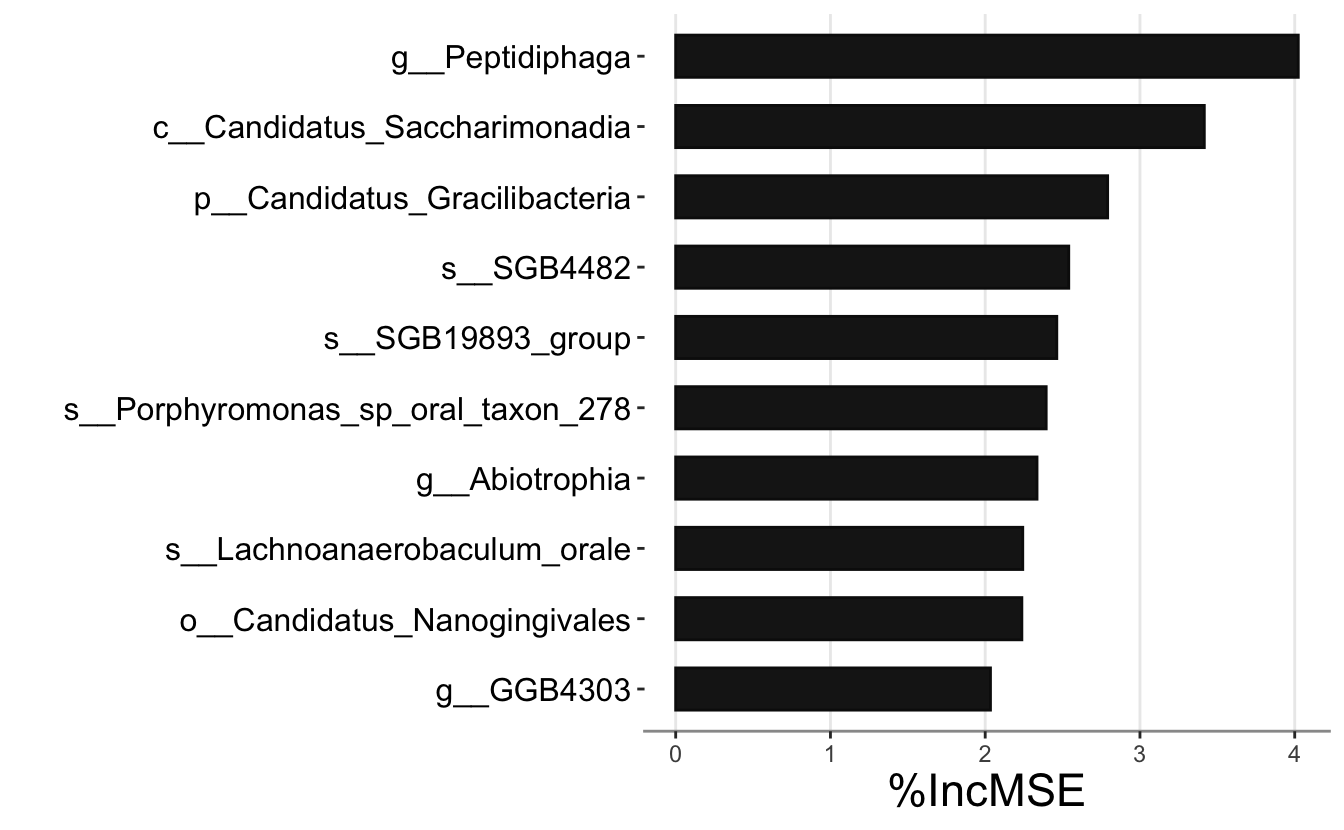 g__Peptidiphaga
c__Candidatus_Saccharimonadia
p__Candidatus_Gracilibacteria
s__SGB4482
s__SGB19893_group
s__Porphyromonas_sp_oral_taxon_278
g__Abiotrophia
s__Lachnoanaerobaculum_orale
o__Candidatus_Nanogingivales
g__GGB4303
0 1 2 3 4
%IncMSE